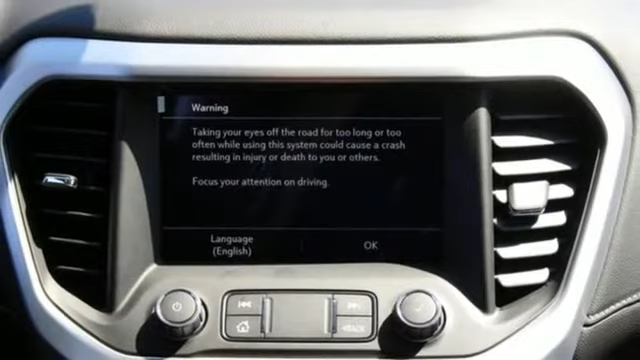 Warning
Taking your eyes off the road for too long or too
often while using this system could cause a crash
resulting in injury or death to you or others.
Focus your attention on driving.
Language
(English)
OK
BACK